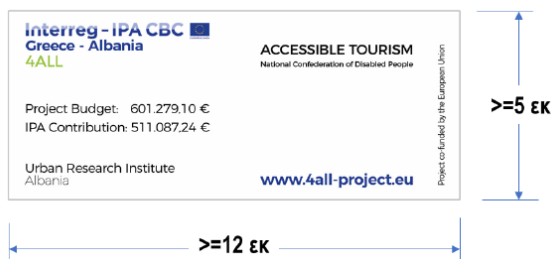 Interreg - IPA CBC
Greece - Albania
4ALL
ACCESSIBLE TOURISM
National Confederation of Disabled People
Project Budget: 601.279,10 €
IPA Contribution: 511.087,24 €
Urban Research Institute
Albania
www.4all-project.eu
Project co-funded by the European Union
>=5 εκ
>=12 εκ